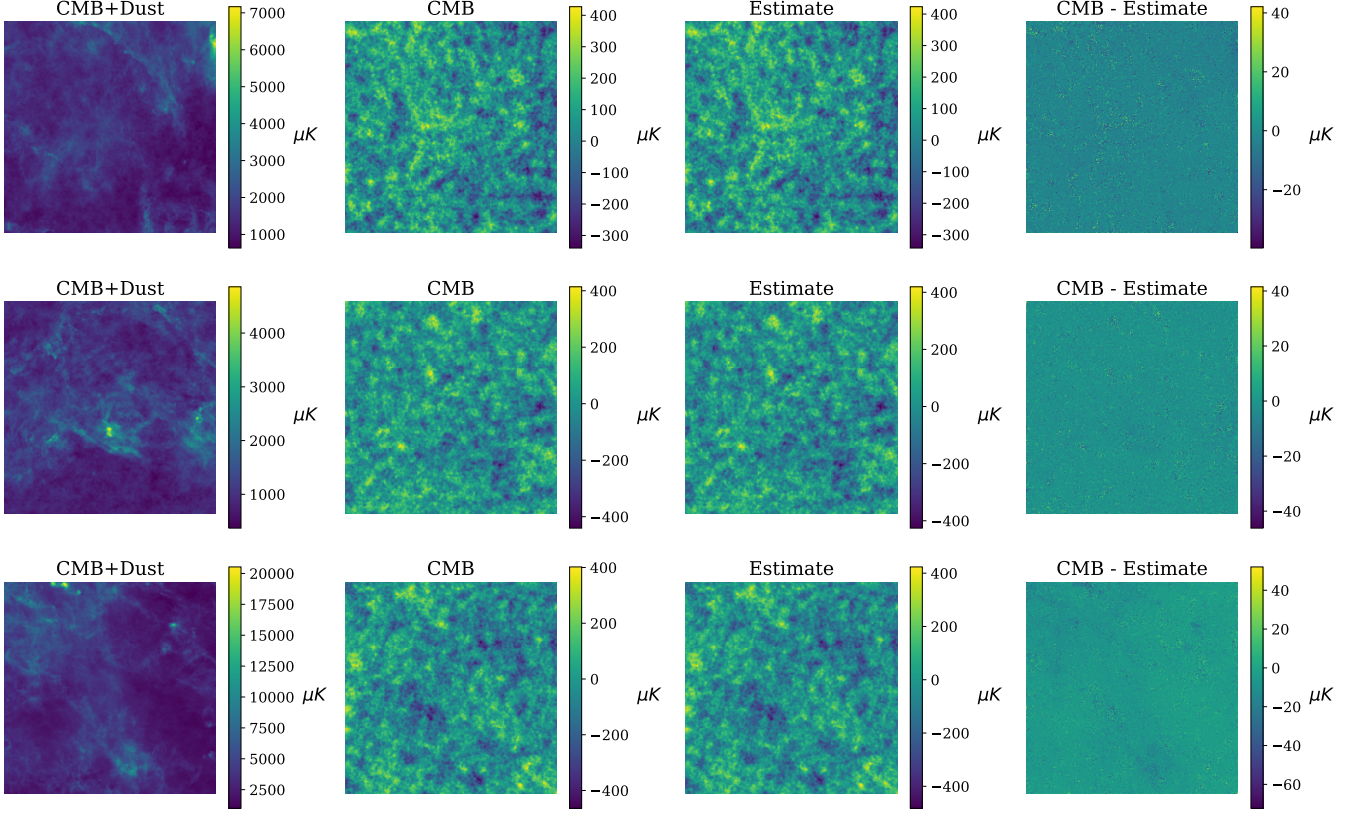 CMB+Dust
7000
6000
5000
4000
3000
2000
1000
μK
CMB
400
300
200
100
0
−100
−200
−300
μK
Estimate
400
300
200
100
0
−100
−200
−300
μK
CMB - Estimate
40
20
0
−20
μK
CMB+Dust
4000
3000
2000
1000
μK
CMB
400
200
0
−200
−400
μK
Estimate
400
200
0
−200
−400
μK
CMB - Estimate
40
20
0
−20
−40
μK
CMB+Dust
20000
17500
15000
12500
10000
7500
5000
2500
μK
CMB
400
200
0
−200
−400
μK
Estimate
400
200
0
−200
−400
μK
CMB - Estimate
40
20
0
−20
−40
−60
μK